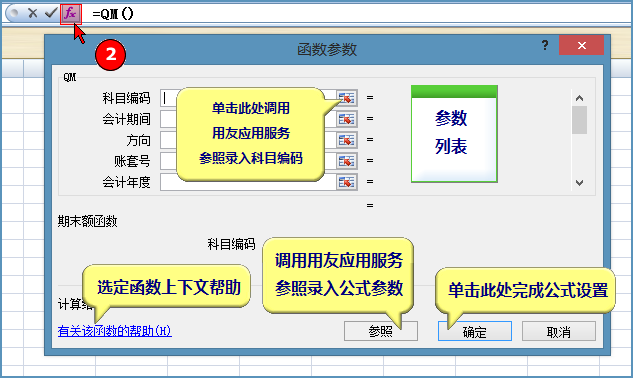 fx =QM()
2
函数参数
? ×
QM
科目编码 =
会计期间 =
方向 =
账套号 =
会计年度 =
单击此处调用
用友应用服务
参照录入科目编码
参数
列表
=
期末额函数
科目编码
调用用友应用服务
参照录入公式参数
选定函数上下文帮助
单击此处完成公式设置
计算结
有关该函数的帮助(H)
参照
确定
取消